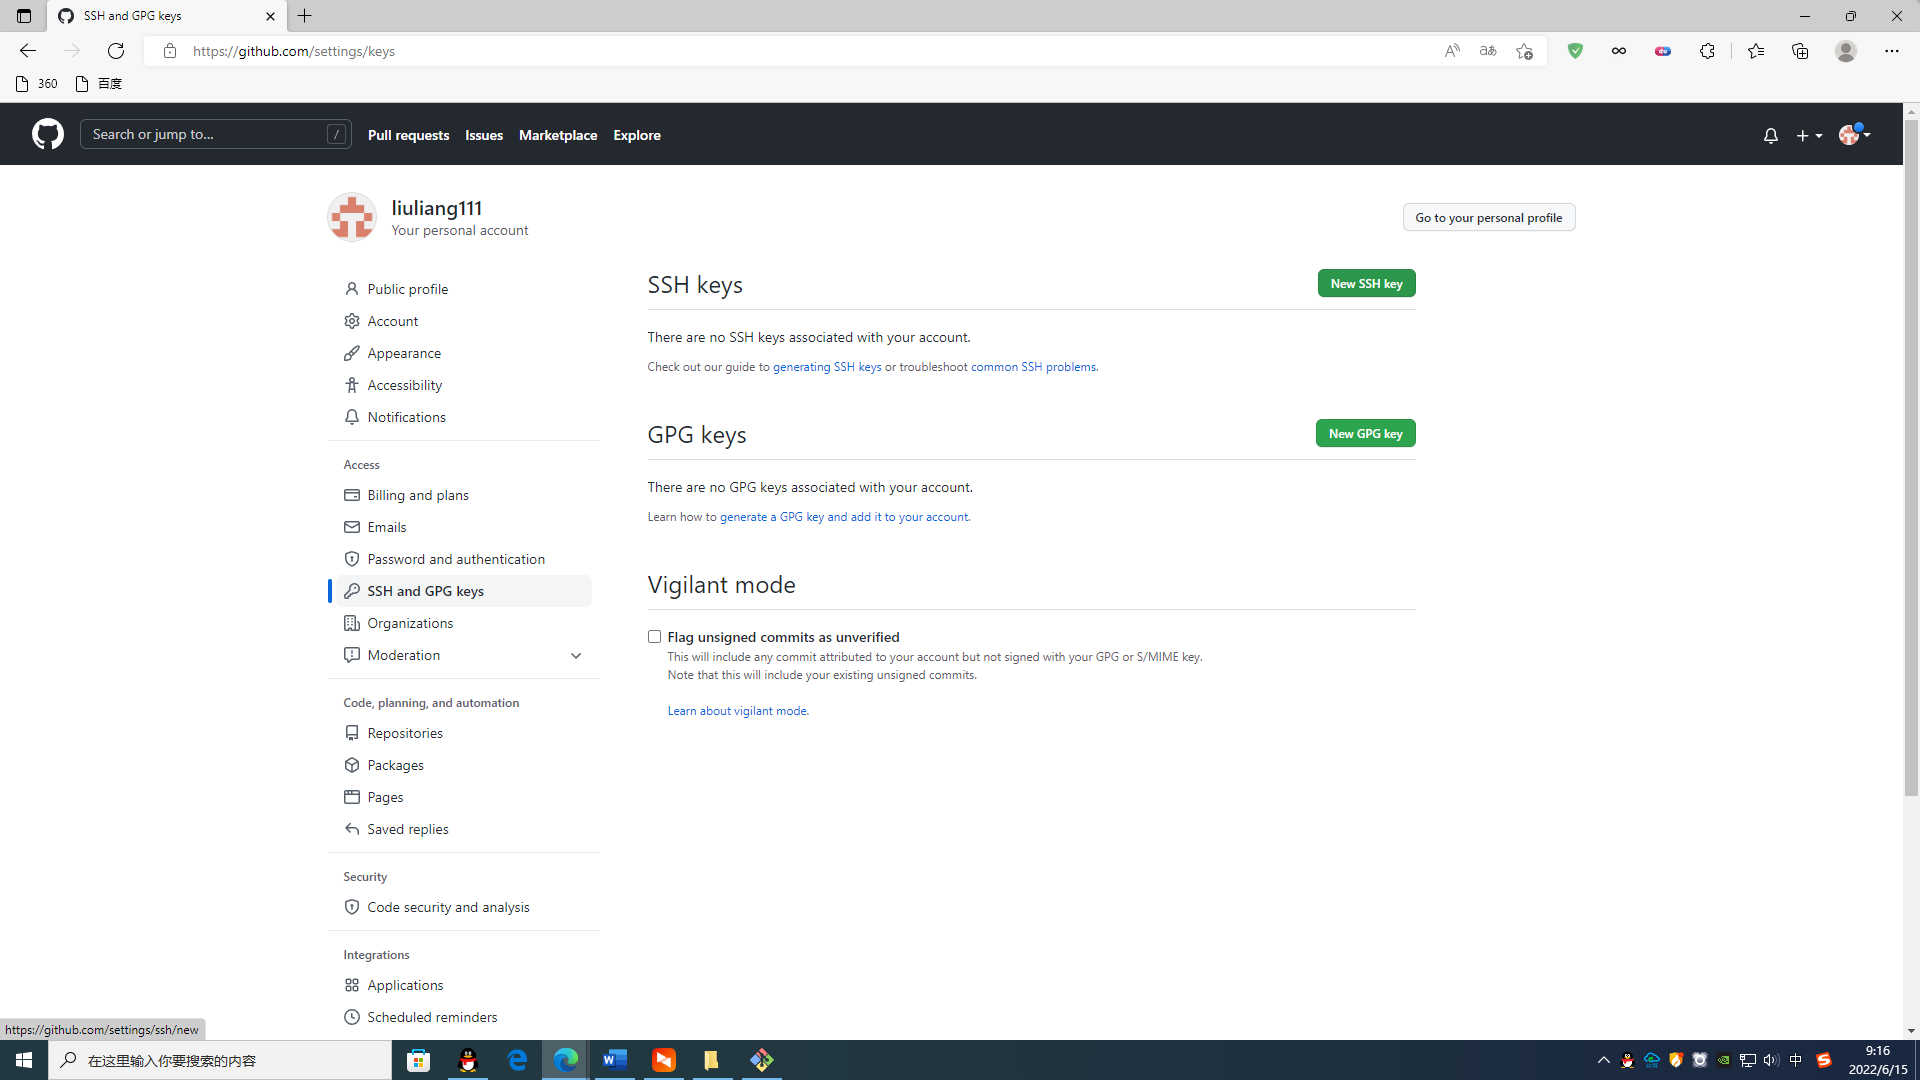 SSH and GPG keys
https://github.com/settings/keys
aあ
360
百度
Search or jump to...
/
Pull requests
Issues
Marketplace
Explore
liuliang111
Your personal account
Go to your personal profile
Public profile
Account
Appearance
Accessibility
Notifications
Access
Billing and plans
Emails
Password and authentication
SSH and GPG keys
Organizations
Moderation
Code, planning, and automation
Repositories
Packages
Pages
Saved replies
Security
Code security and analysis
Integrations
Applications
Scheduled reminders
SSH keys
New SSH key
There are no SSH keys associated with your account.
Check out our guide to generating SSH keys or troubleshoot common SSH problems.
GPG keys
New GPG key
There are no GPG keys associated with your account.
Learn how to generate a GPG key and add it to your account.
Vigilant mode
Flag unsigned commits as unverified
This will include any commit attributed to your account but not signed with your GPG or S/MIME key.
Note that this will include your existing unsigned commits.
Learn about vigilant mode.
https://github.com/settings/ssh/new
在这里输入你要搜索的内容
中
9:16
2022/6/15